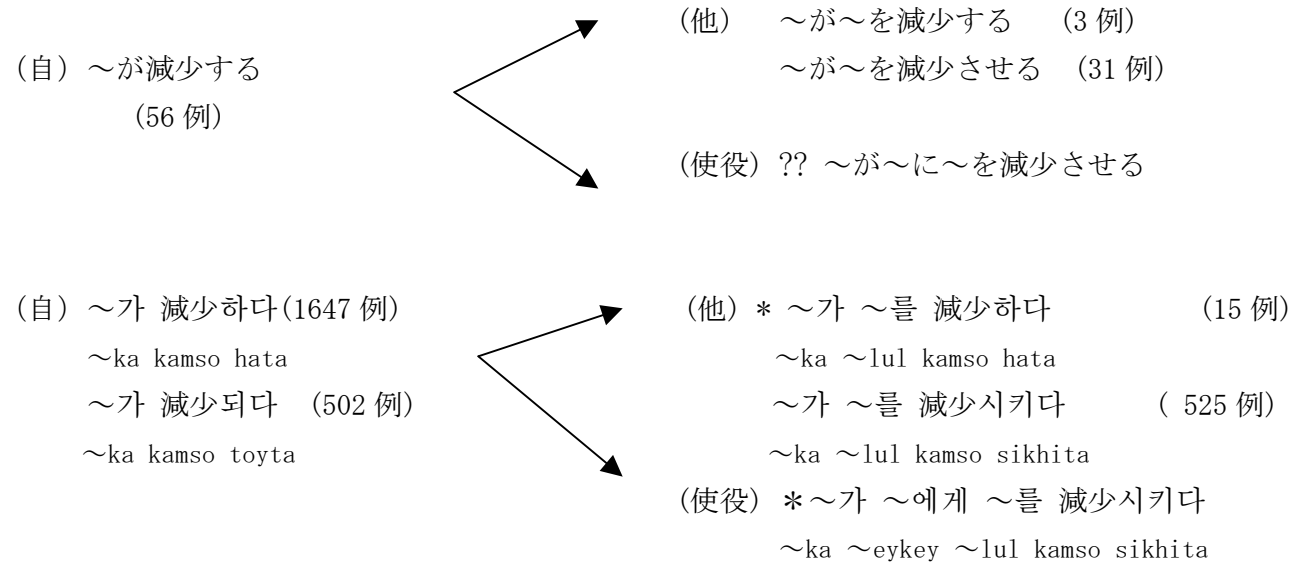 (他) ～が～を減少する (3 例)
(自) ～が減少する
～が～を減少させる (31 例)
(56 例)
(使役) ?? ～が～に～を減少させる
(自) ～가 減少하다(1647 例)
(他) * ～가 ～를 減少하다 (15 例)
～ka kamso hata
～ka ～lul kamso hata
～가 減少되다 (502 例)
～가 ～를 減少시키다 ( 525 例)
～ka kamso toyta
～ka ～lul kamso sikhita
(使役) ＊～가 ～에게 ～를 減少시키다
～ka ～eykey ～lul kamso sikhita